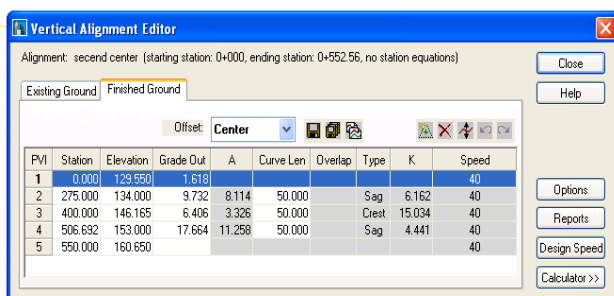 Vertical Alignment Editor
Alignment: secend center (starting station: 0+000, ending station: 0+552.56, no station equations)
Close
Existing Ground Finished Ground
Help
Offset: Center
PVI Station Elevation Grade Out A Curve Len Overlap Type K Speed
1 0.000 129.550 1.618 40
2 275.000 134.000 9.732 8.114 50.000 Sag 6.162 40
3 400.000 146.165 6.406 3.326 50.000 Crest 15.034 40
4 506.692 153.000 17.664 11.258 50.000 Sag 4.441 40
5 550.000 160.650 40
Options
Reports
Design Speed
Calculator >>